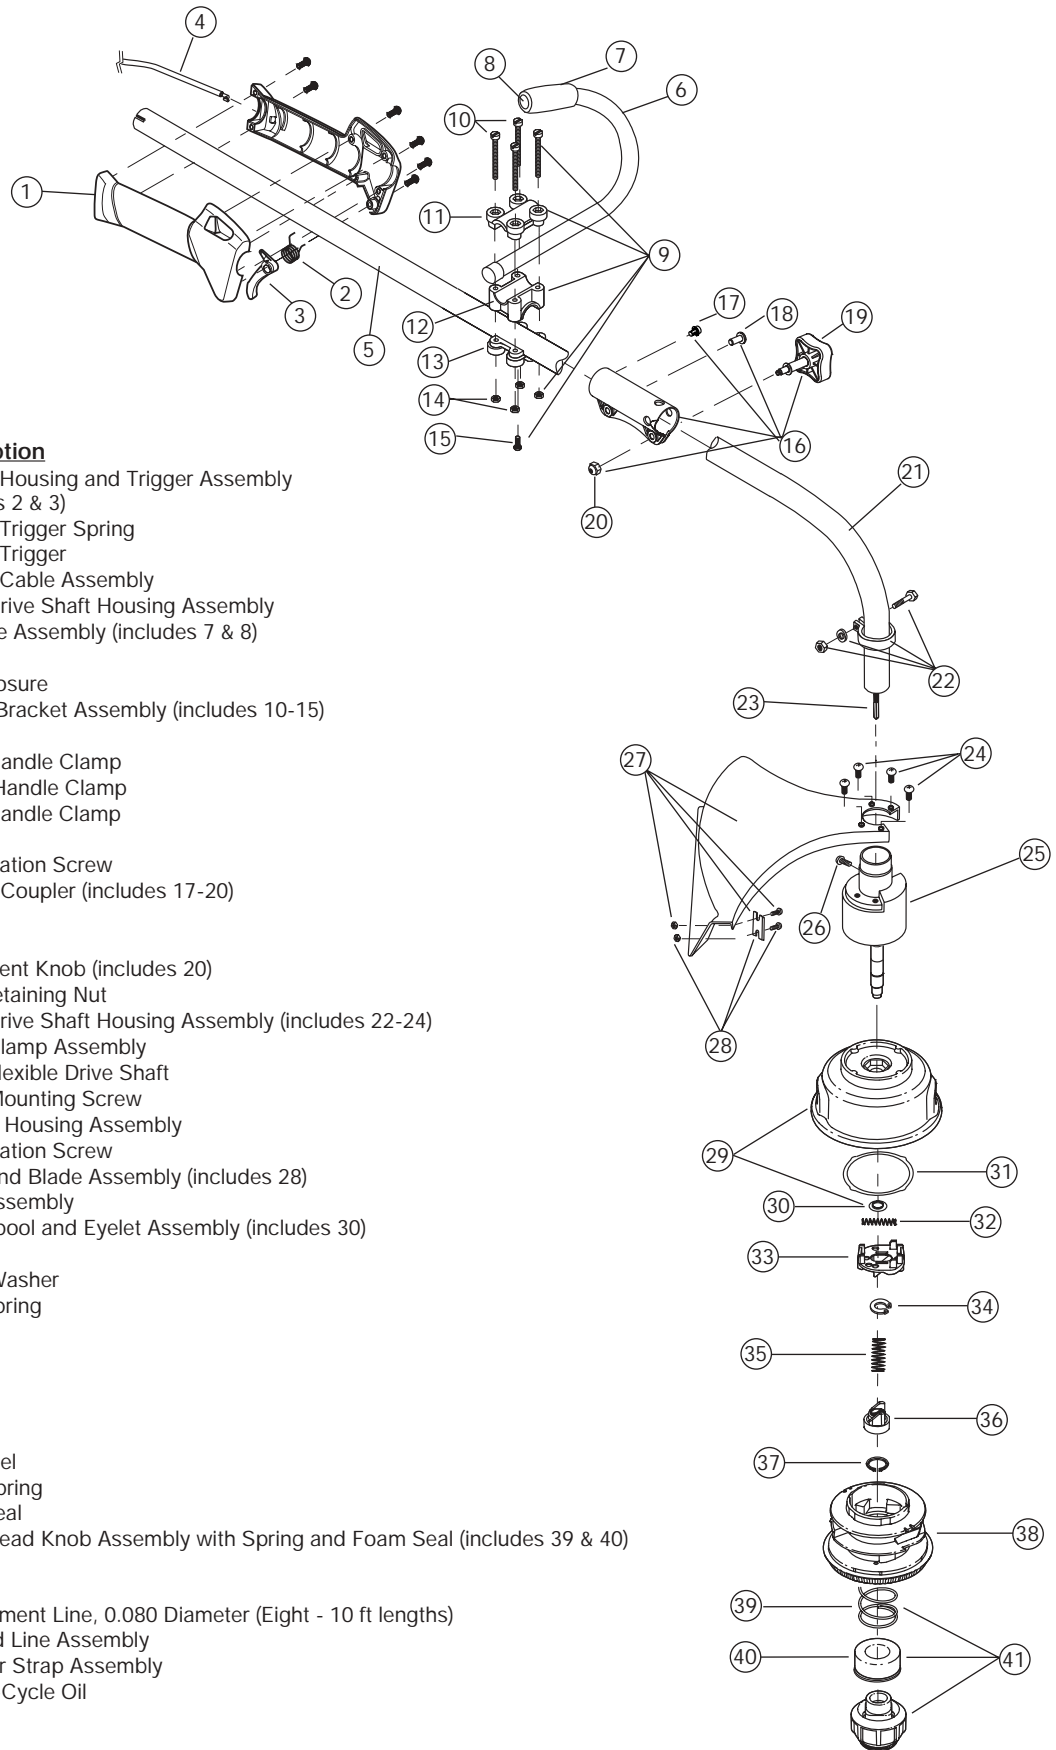 4
7
8
6
10
1
11
9
2
17
18
12
19
3
5
13
14
16
15
ption
Housing and Trigger Assembly
s 2 & 3)
20
21
Trigger Spring
Trigger
Cable Assembly
rive Shaft Housing Assembly
e Assembly (includes 7 & 8)
osure
22
Bracket Assembly (includes 10-15)
23
andle Clamp
27
24
Handle Clamp
andle Clamp
ation Screw
25
Coupler (includes 17-20)
26
ent Knob (includes 20)
etaining Nut
rive Shaft Housing Assembly (includes 22-24)
28
lamp Assembly
lexible Drive Shaft
Mounting Screw
Housing Assembly
ation Screw
29
nd Blade Assembly (includes 28)
31
ssembly
30
pool and Eyelet Assembly (includes 30)
32
33
Washer
pring
34
35
36
el
37
pring
eal
ead Knob Assembly with Spring and Foam Seal (includes 39 & 40)
38
39
ment Line, 0.080 Diameter (Eight - 10 ft lengths)
d Line Assembly
40
41
r Strap Assembly
Cycle Oil